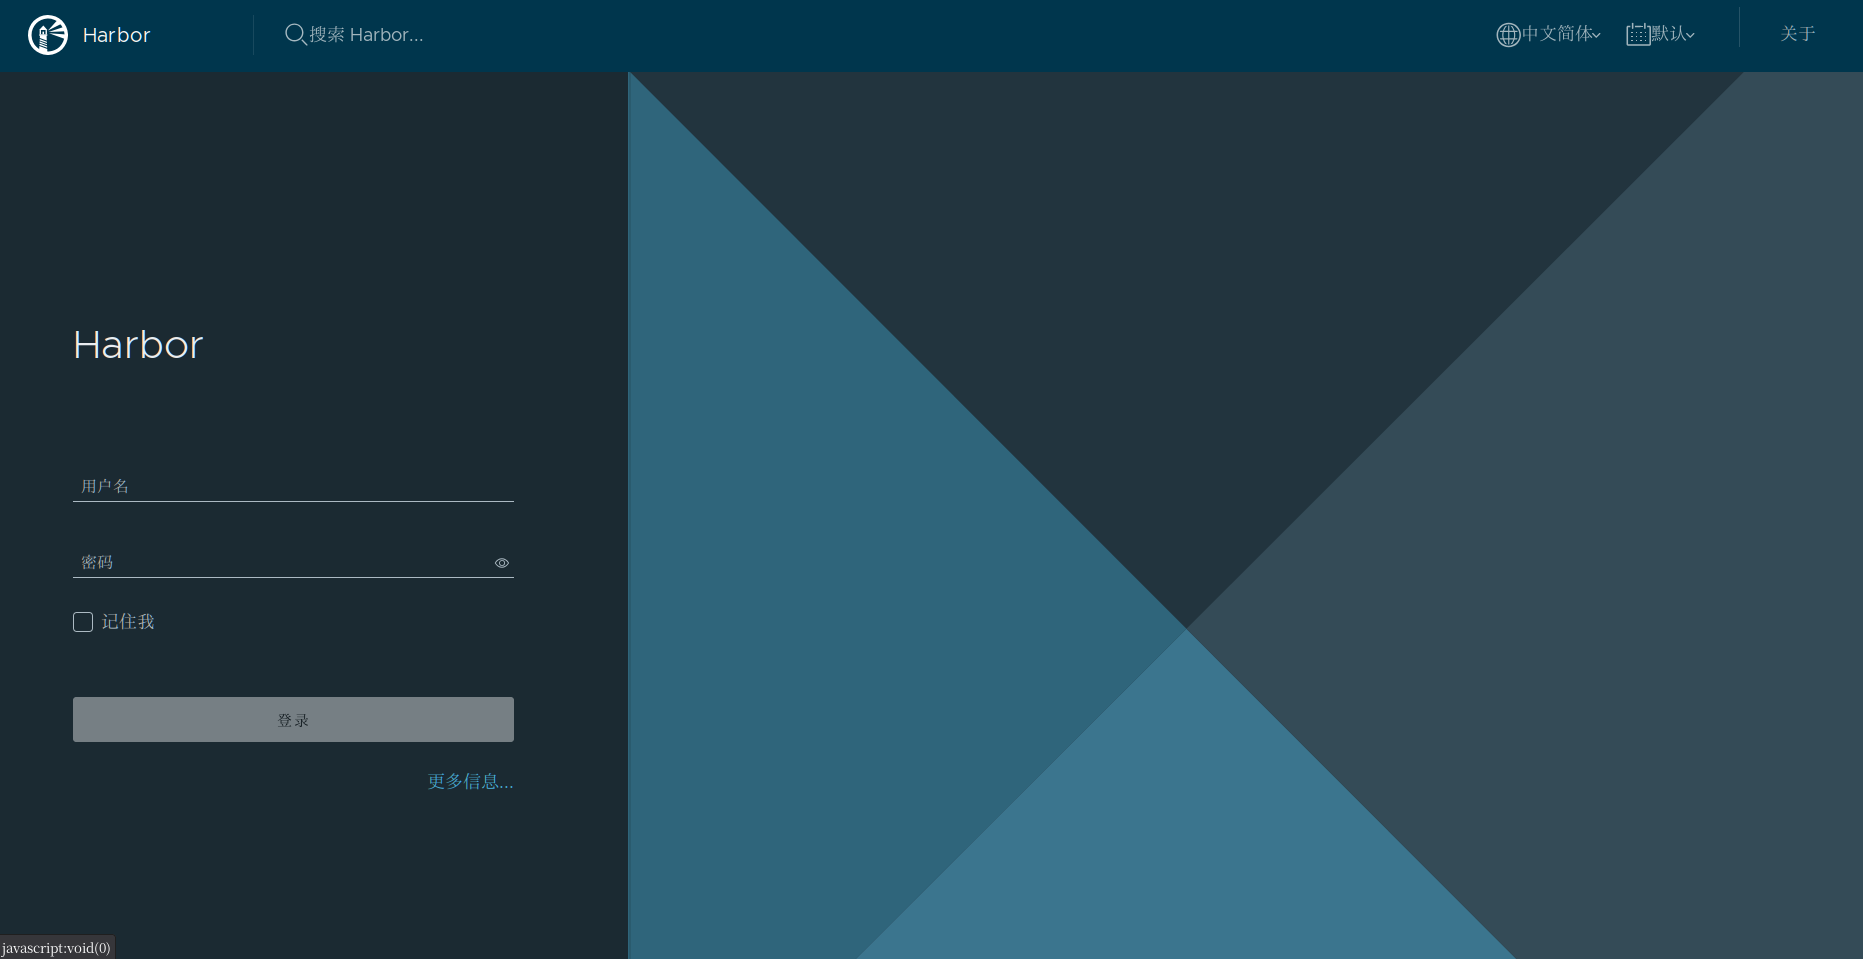 Harbor
搜索 Harbor...
中文简体
默认
关于
Harbor
用户名
密码
记住我
登录
更多信息...
javascript:void(0)